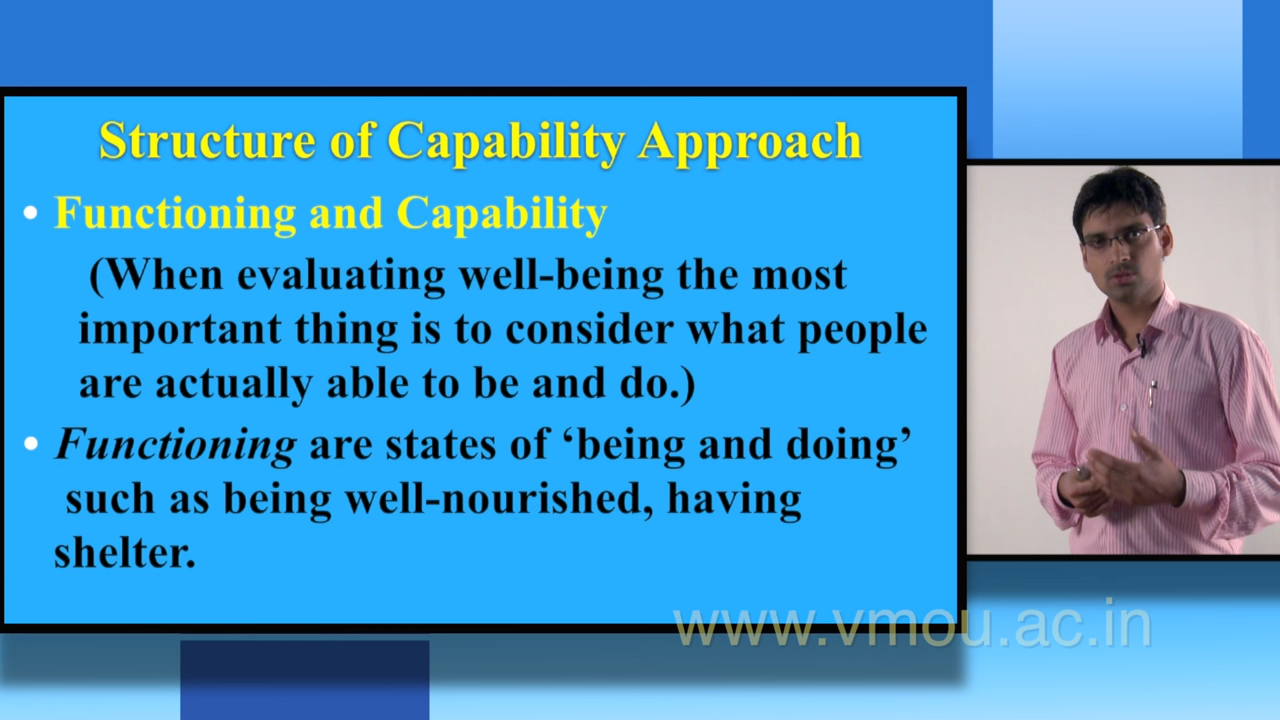 Structure of Capability Approach
• Functioning and Capability
(When evaluating well-being the most
important thing is to consider what people
are actually able to be and do.)
• Functioning are states of ‘being and doing’
such as being well-nourished, having
shelter.
www.vmou.ac.in